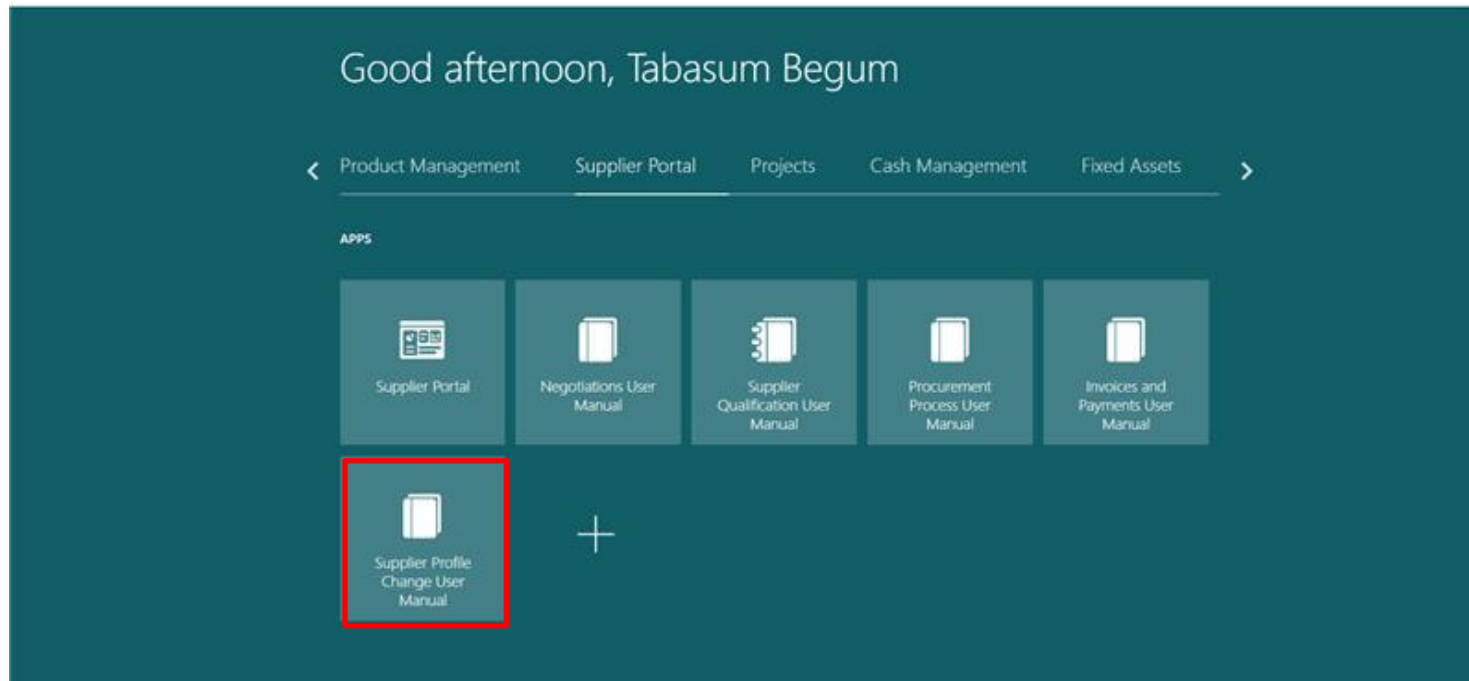 Good afternoon, Tabasum Begum
Product Management Supplier Portal Projects Cash Management Fixed Assets
APPS
Supplier Portal
Negotiations User
Manual
Supplier
Qualification User
Manual
Procurement
Process User
Manual
Invoices and
Payments User
Manual
Supplier Profile
Change User
Manual